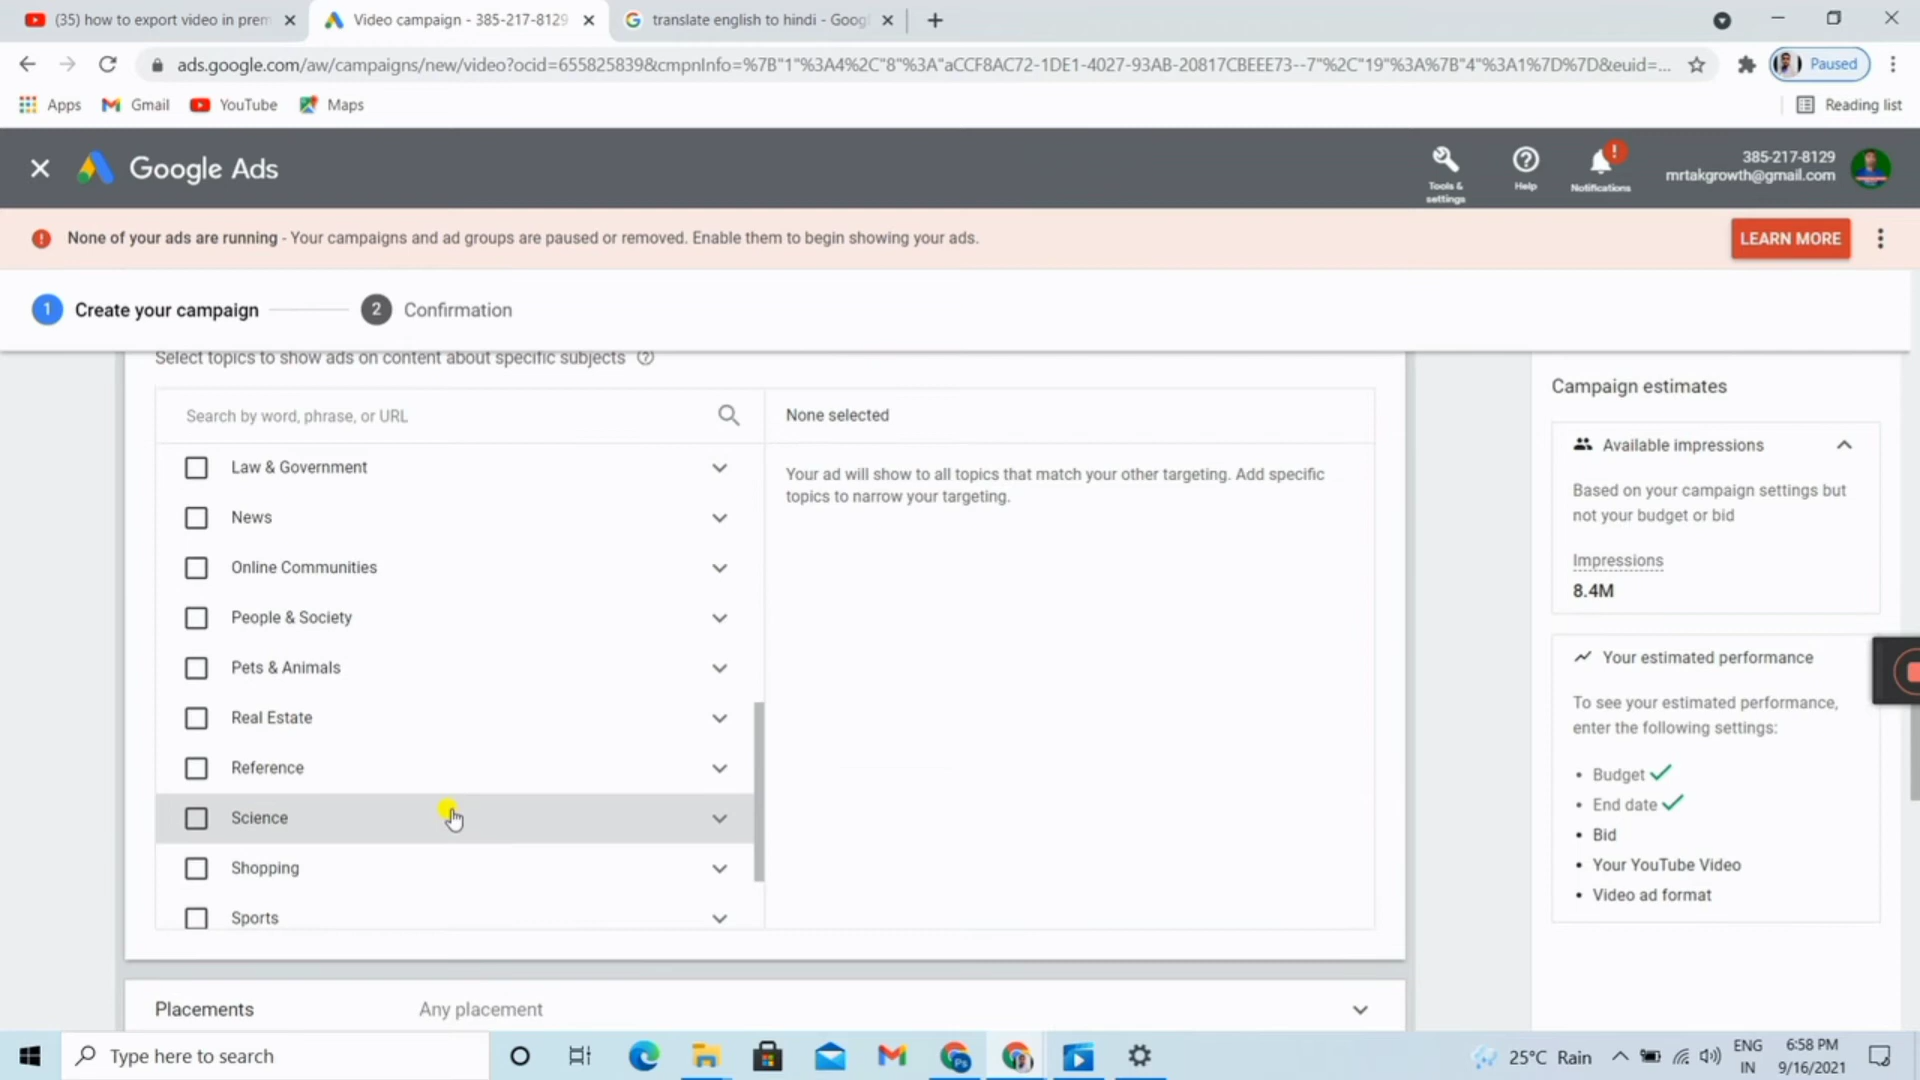 (35) how to export video in prem
Video campaign - 385-217-8129
translate english to hindi - Goog
ads.google.com/aw/campaigns/new/video?ocid=655825839&cmpnInfo=%7B"1"%3A4%2C"8"%3A"aCCF8AC72-1DE1-4027-93AB-20817CBEEE73--7"%2C"19"%3A%7B"4"%3A1%7D%7D&euid=...
Paused
Apps
Gmail
YouTube
Maps
Reading list
Google Ads
Tools & settings
Help
Notifications
385-217-8129
mrtakgrowth@gmail.com
None of your ads are running - Your campaigns and ad groups are paused or removed. Enable them to begin showing your ads.
LEARN MORE
1 Create your campaign
2 Confirmation
Select topics to show ads on content about specific subjects
Search by word, phrase, or URL
None selected
Law & Government
News
Online Communities
People & Society
Pets & Animals
Real Estate
Reference
Science
Shopping
Sports
Your ad will show to all topics that match your other targeting. Add specific
topics to narrow your targeting.
Placements
Any placement
Campaign estimates
Available impressions
Based on your campaign settings but
not your budget or bid
Impressions
8.4M
Your estimated performance
To see your estimated performance,
enter the following settings:
• Budget
• End date
• Bid
• Your YouTube Video
• Video ad format
Type here to search
25°C Rain
ENG
IN
6:58 PM
9/16/2021